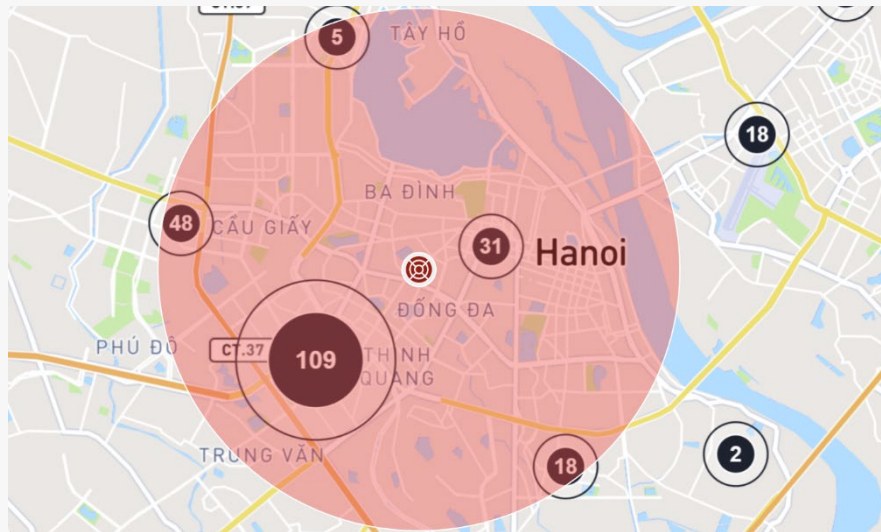 5
TÂY HỒ
18
BA ĐÌNH
48
CẦU GIẤY
31
Hanoi
ĐỐNG ĐA
PHÚ ĐÔ
CT.37
109
THỊNH
QUANG
TRUNG VĂN
18
2